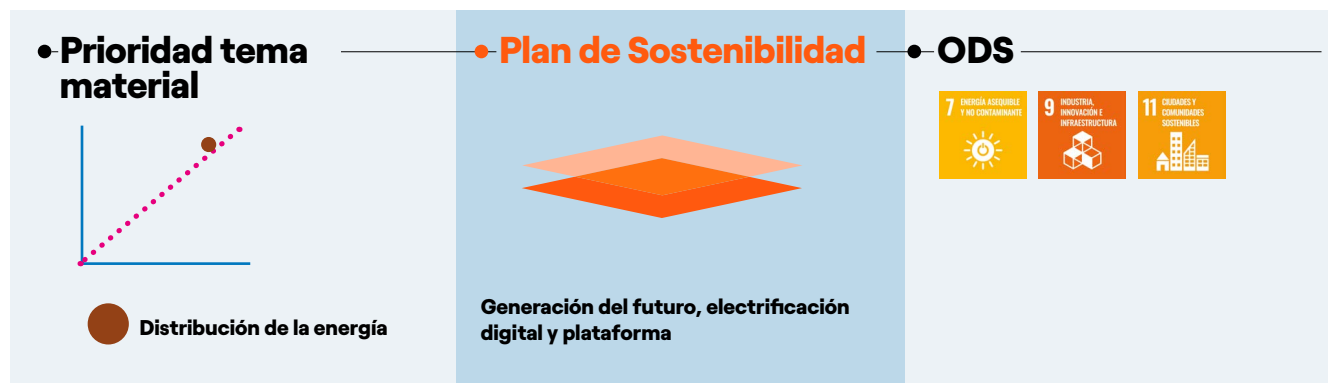 Prioridad tema
material
Distribución de la energía
Plan de Sostenibilidad
Generación del futuro, electrificación
digital y plataforma
ODS
7 ENERGÍA ASEQUIBLE
Y NO CONTAMINANTE
9 INDUSTRIA,
INNOVACIÓN E
INFRAESTRUCTURA
11 CIUDADES Y
COMUNIDADES
SOSTENIBLES